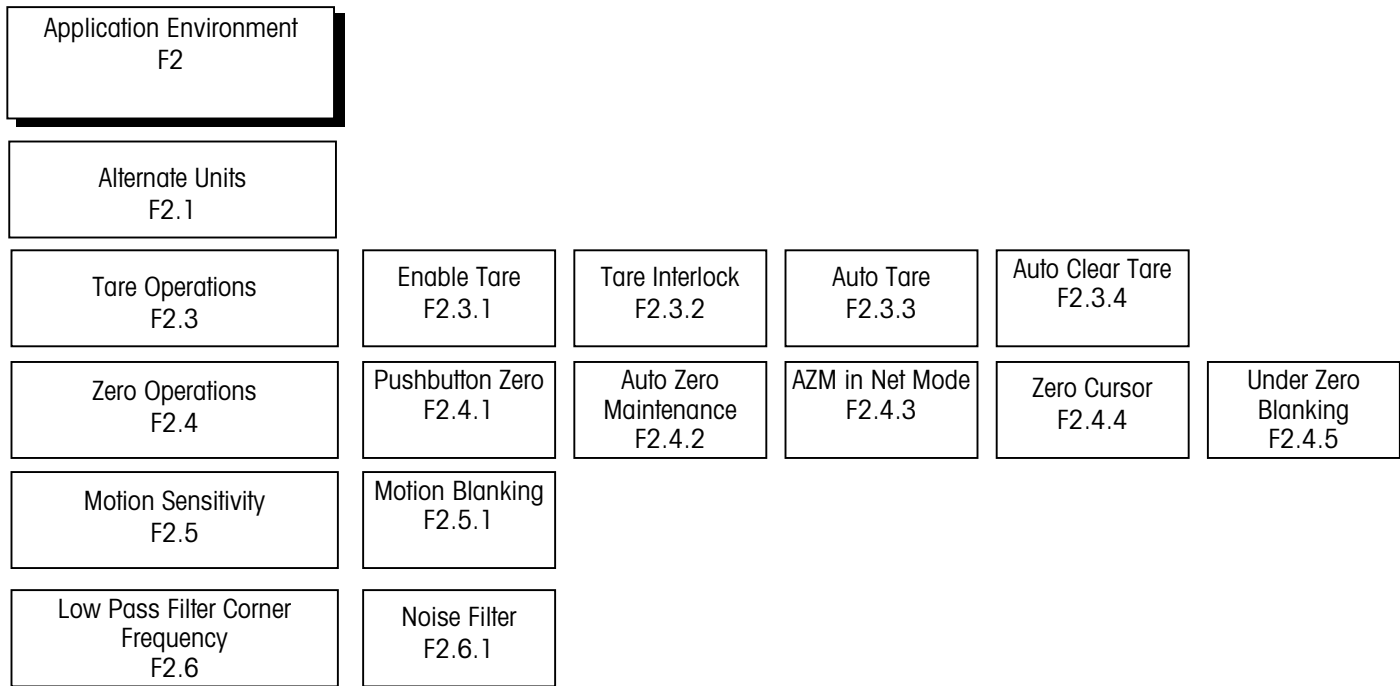 Application Environment
F2
Alternate Units
F2.1
Tare Operations
F2.3
Enable Tare
F2.3.1
Tare Interlock
F2.3.2
Auto Tare
F2.3.3
Auto Clear Tare
F2.3.4
Zero Operations
F2.4
Pushbutton Zero
F2.4.1
Auto Zero
Maintenance
F2.4.2
AZM in Net Mode
F2.4.3
Zero Cursor
F2.4.4
Under Zero
Blanking
F2.4.5
Motion Sensitivity
F2.5
Motion Blanking
F2.5.1
Low Pass Filter Corner
Frequency
F2.6
Noise Filter
F2.6.1